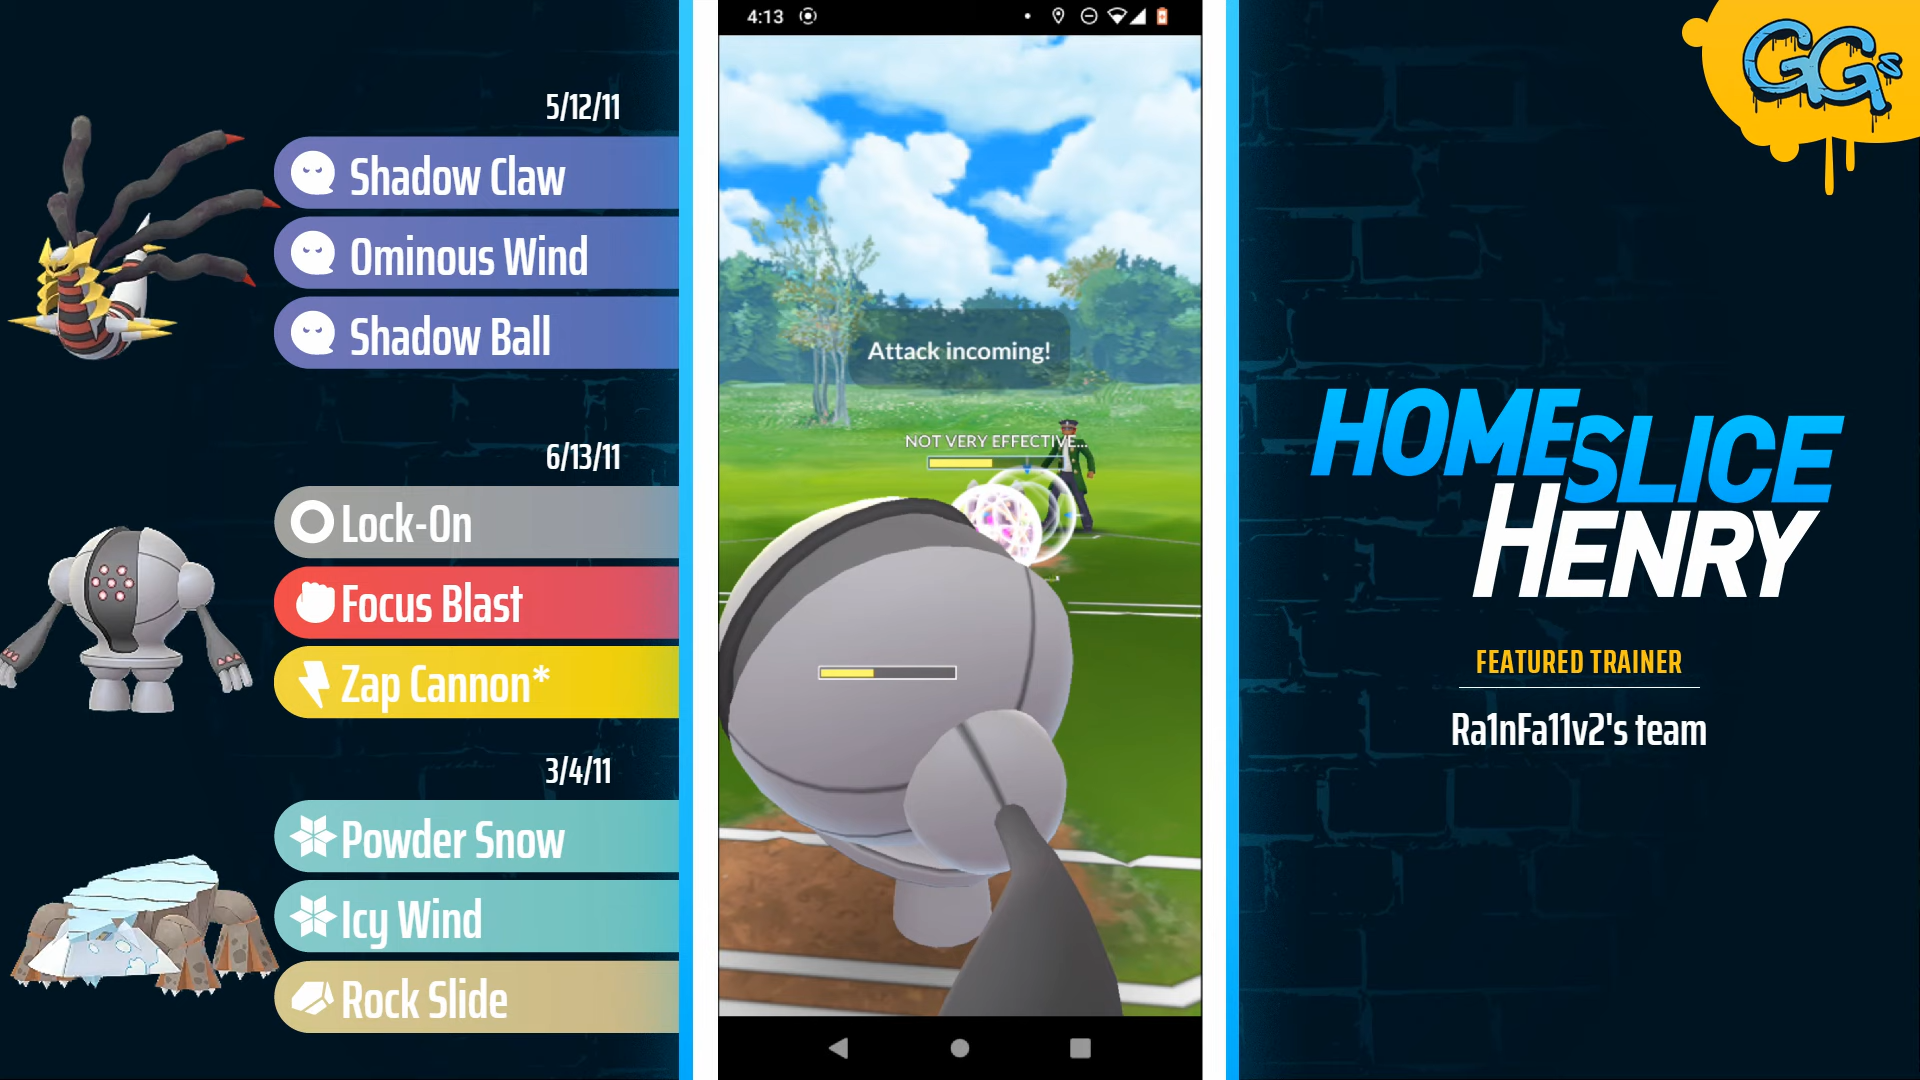 5/12/11
Shadow Claw
Ominous Wind
Shadow Ball
6/13/11
Lock-On
Focus Blast
Zap Cannon*
3/4/11
Powder Snow
Icy Wind
Rock Slide
4:13
Attack incoming!
NOT VERY EFFECTIVE...
GGs
HOMESLICE
HENRY
FEATURED TRAINER
Ra1nFa11v2's team